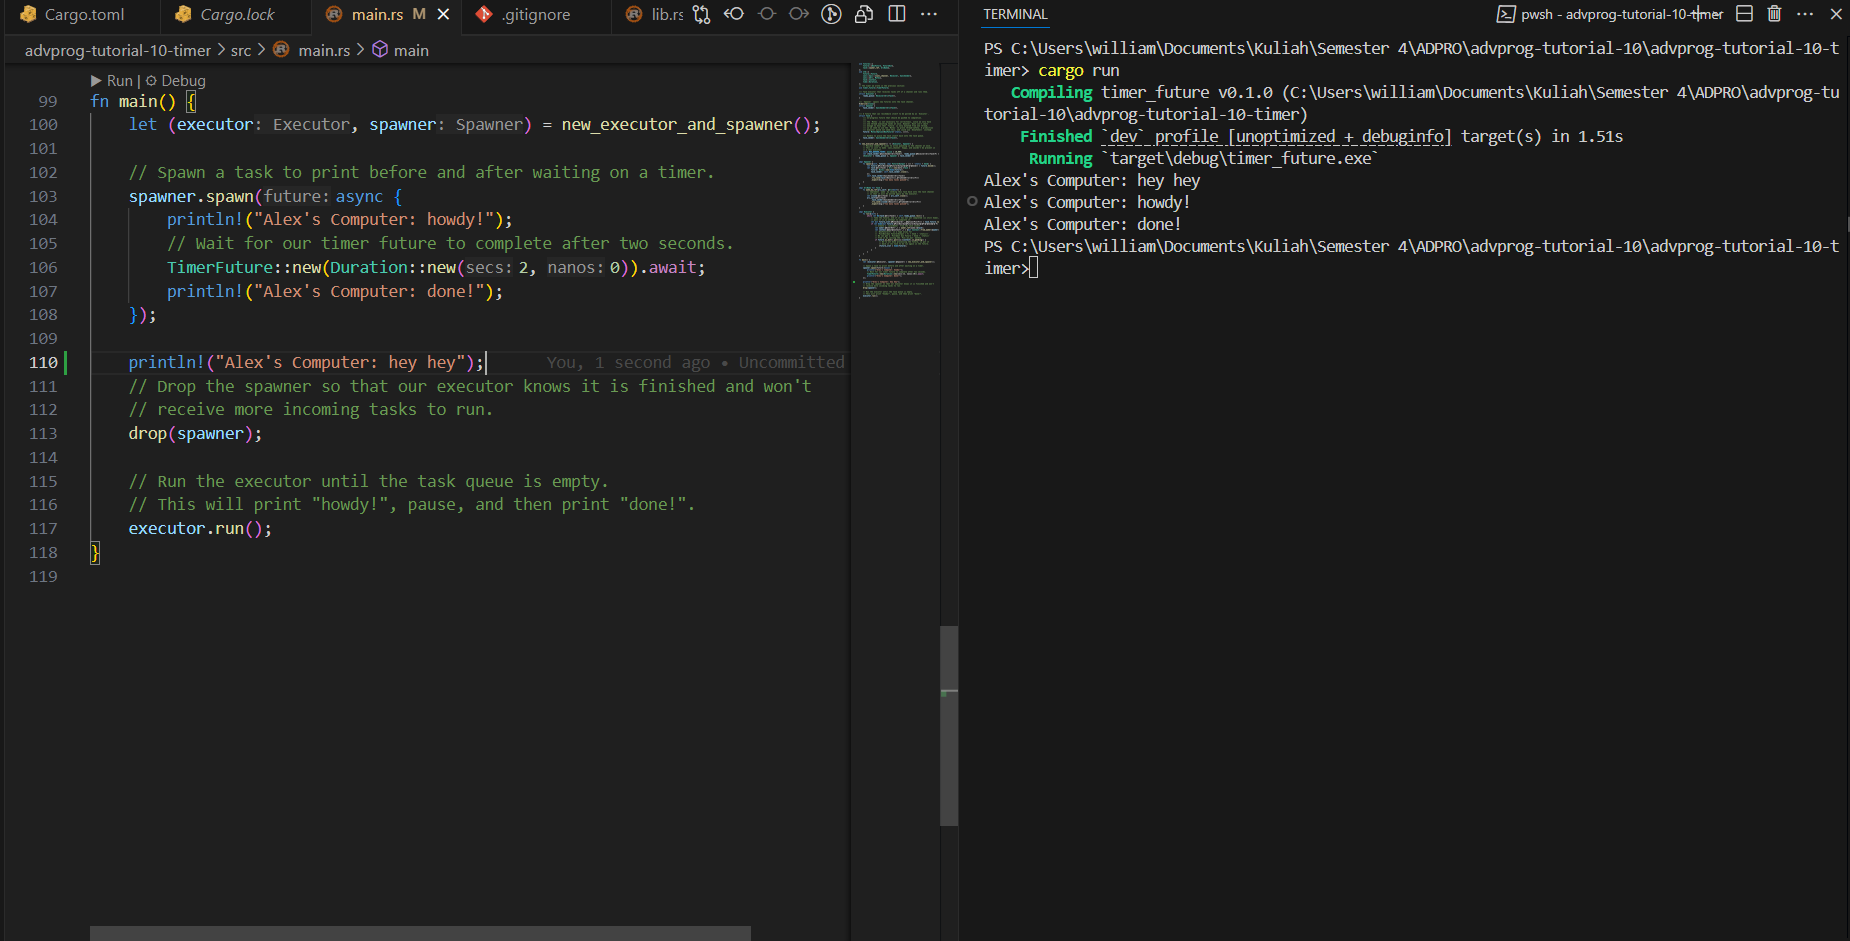 Cargo.toml
Cargo.lock
main.rs M
.gitignore
lib.rs
advprog-tutorial-10-timer > src > main.rs > main
Run | Debug
99 fn main() {
100 let (executor: Executor, spawner: Spawner) = new_executor_and_spawner();
101
102 // Spawn a task to print before and after waiting on a timer.
103 spawner.spawn(future: async {
104 println!("Alex's Computer: howdy!");
105 // Wait for our timer future to complete after two seconds.
106 TimerFuture::new(Duration::new(secs: 2, nanos: 0)).await;
107 println!("Alex's Computer: done!");
108 });
109
110 println!("Alex's Computer: hey hey"); You, 1 second ago • Uncommitted
111 // Drop the spawner so that our executor knows it is finished and won't
112 // receive more incoming tasks to run.
113 drop(spawner);
114
115 // Run the executor until the task queue is empty.
116 // This will print "howdy!", pause, and then print "done!".
117 executor.run();
118 }
119
TERMINAL
pwsh - advprog-tutorial-10-timer
PS C:\Users\william\Documents\Kuliah\Semester 4\ADPRO\advprog-tutorial-10\advprog-tutorial-10-t
imer> cargo run
Compiling timer_future v0.1.0 (C:\Users\william\Documents\Kuliah\Semester 4\ADPRO\advprog-tu
torial-10\advprog-tutorial-10-timer)
Finished `dev` profile [unoptimized + debuginfo] target(s) in 1.51s
Running `target\debug\timer_future.exe`
Alex's Computer: hey hey
Alex's Computer: howdy!
Alex's Computer: done!
PS C:\Users\william\Documents\Kuliah\Semester 4\ADPRO\advprog-tutorial-10\advprog-tutorial-10-t
imer>